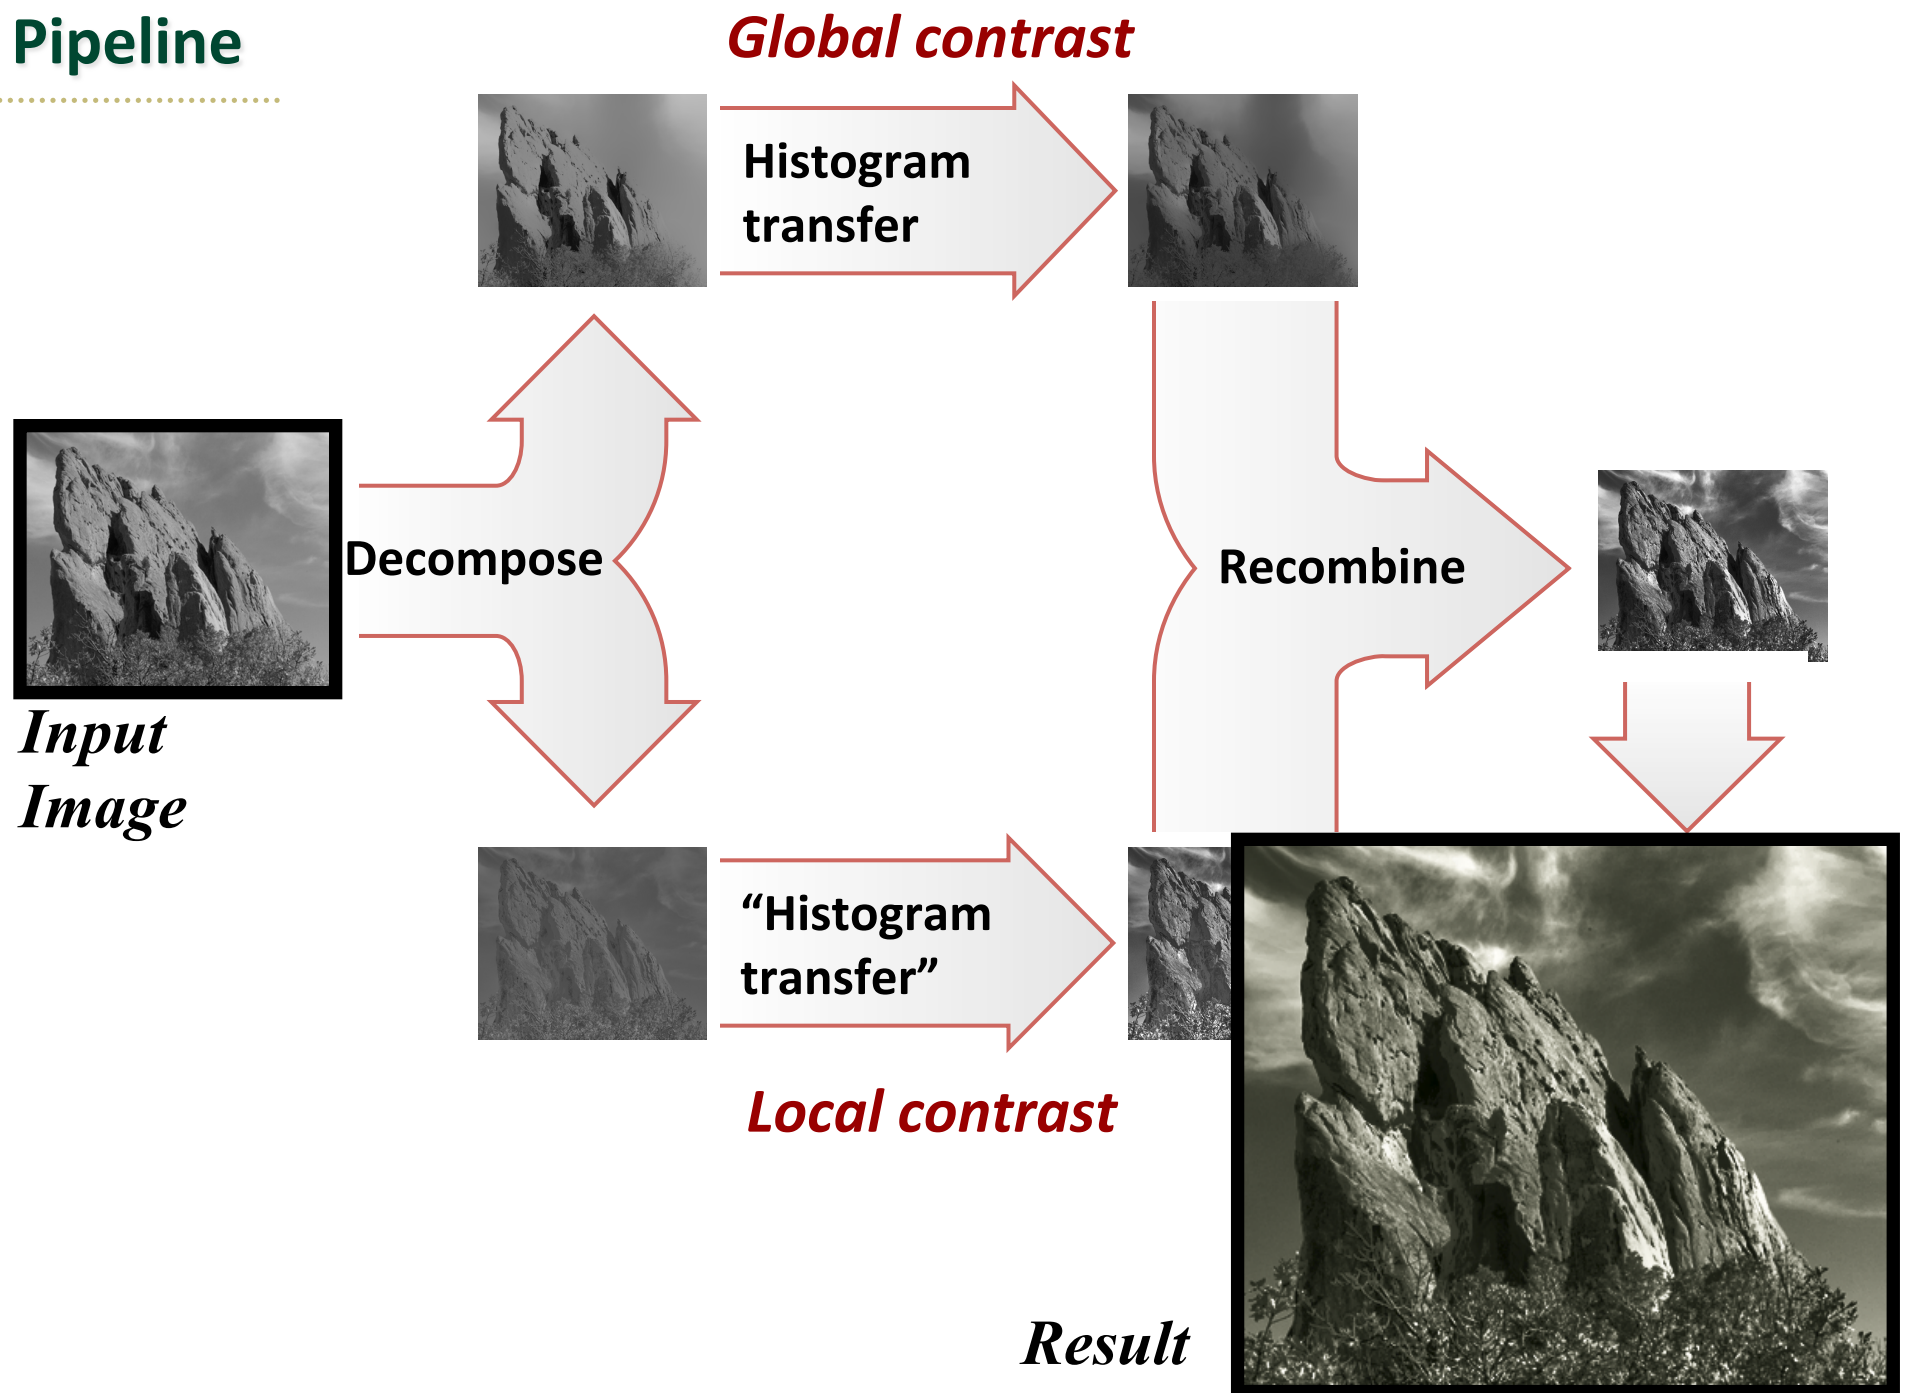 Pipeline
Global contrast
Histogram
transfer
Decompose
Recombine
Input
Image
“Histogram
transfer”
Local contrast
Result